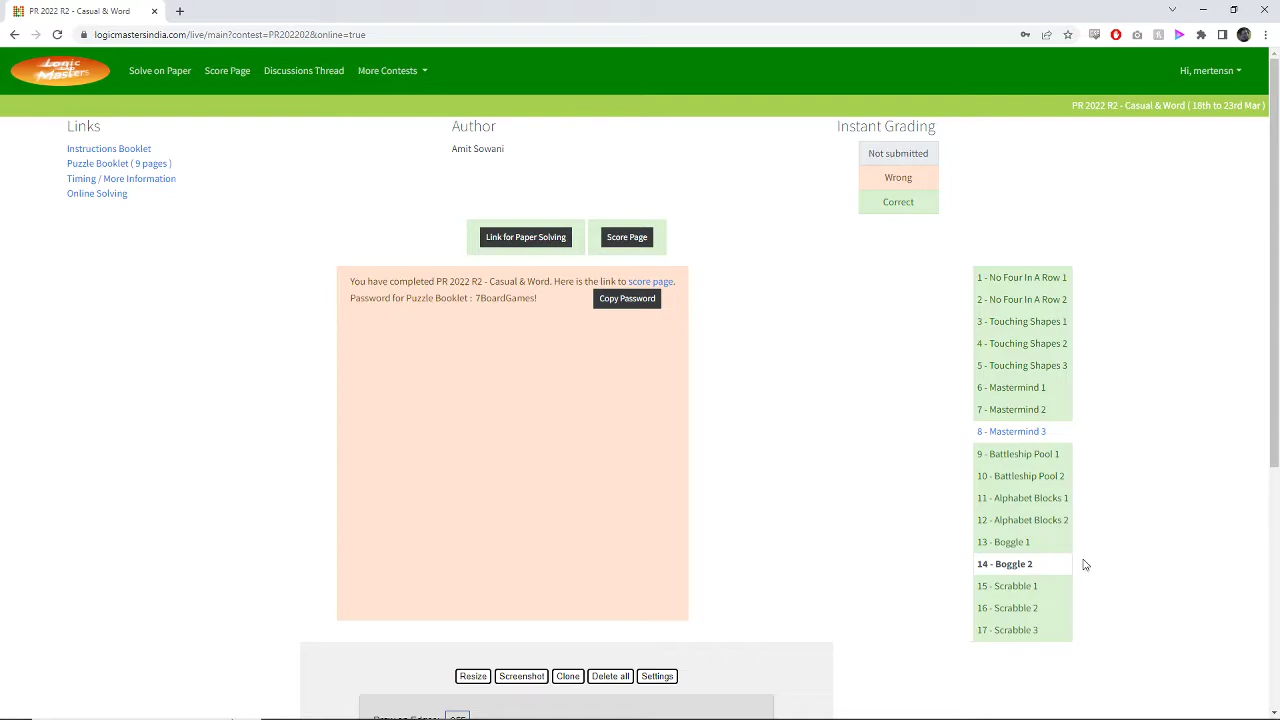 PR 2022 R2 - Casual & Word
logicmastersindia.com/live/main?contest=PR202202&online=true
Logic Masters
Solve on Paper Score Page Discussions Thread More Contests
Hi, mertensn
PR 2022 R2 - Casual & Word ( 18th to 23rd Mar )
Links
Instructions Booklet
Puzzle Booklet ( 9 pages )
Timing / More Information
Online Solving
Author
Amit Sowani
Instant Grading
Not submitted
Wrong
Correct
Link for Paper Solving Score Page
You have completed PR 2022 R2 - Casual & Word. Here is the link to score page.
Password for Puzzle Booklet : 7BoardGames! Copy Password
1 - No Four In A Row 1
2 - No Four In A Row 2
3 - Touching Shapes 1
4 - Touching Shapes 2
5 - Touching Shapes 3
6 - Mastermind 1
7 - Mastermind 2
8 - Mastermind 3
9 - Battleship Pool 1
10 - Battleship Pool 2
11 - Alphabet Blocks 1
12 - Alphabet Blocks 2
13 - Boggle 1
14 - Boggle 2
15 - Scrabble 1
16 - Scrabble 2
17 - Scrabble 3
Resize Screenshot Clone Delete all Settings